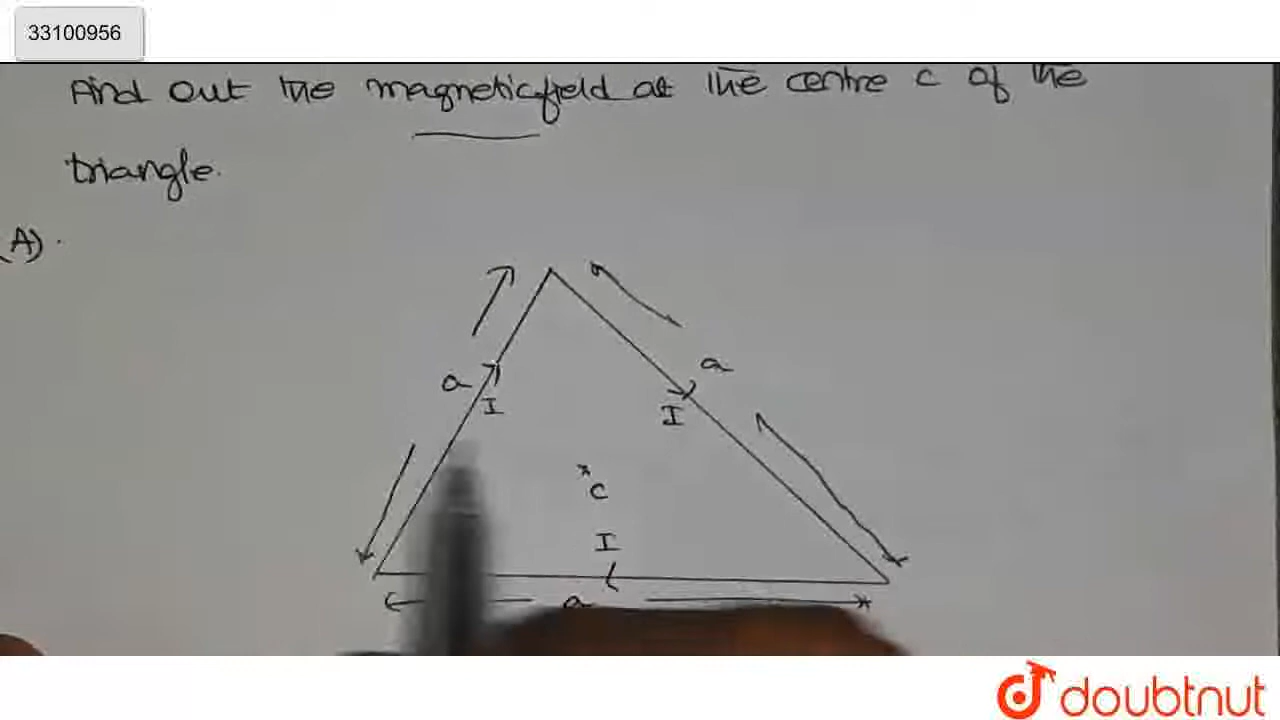 33100956
Find out the magnetic field at the centre C of the
triangle.
(A).
a
a
I
I
C
I
a
doubtnut